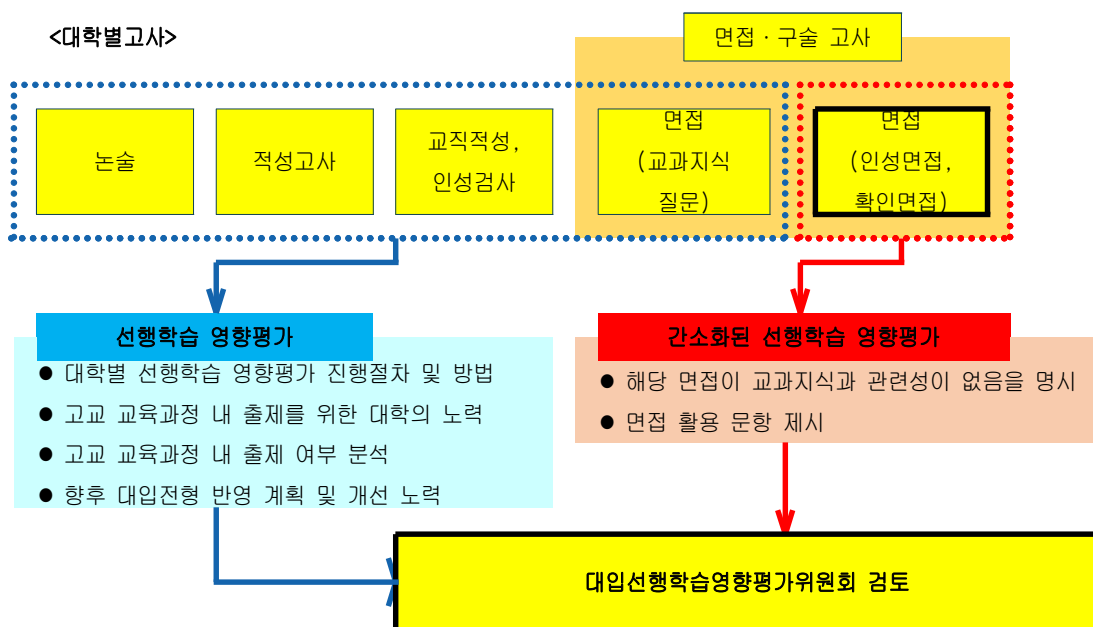 <대학별고사>
면접 · 구술 고사
논술
적성고사
교직적성,
인성검사
면접
(교과지식
질문)
면접
(인성면접,
확인면접)
선행학습 영향평가
● 대학별 선행학습 영향평가 진행절차 및 방법
● 고교 교육과정 내 출제를 위한 대학의 노력
● 고교 교육과정 내 출제 여부 분석
● 향후 대입전형 반영 계획 및 개선 노력
간소화된 선행학습 영향평가
● 해당 면접이 교과지식과 관련성이 없음을 명시
● 면접 활용 문항 제시
대입선행학습영향평가위원회 검토